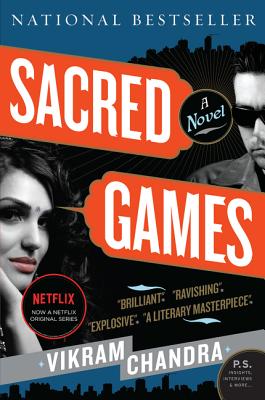 NATIONAL BESTSELLER
SACRED
A
Novel
GAMES
NETFLIX
NOW A NETFLIX
ORIGINAL SERIES
"BRILLIANT." "RAVISHING."
"EXPLOSIVE." "A LITERARY MASTERPIECE."
VIKRAM CHANDRA
P.S.
INSIGHTS,
INTERVIEWS
& MORE...